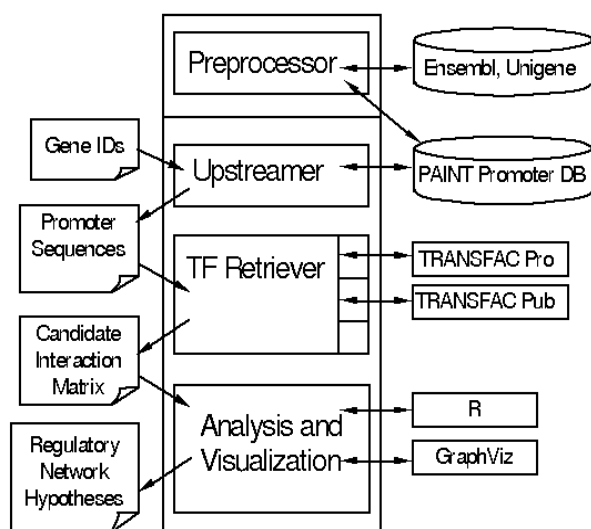 Preprocessor
Ensembl, Unigene
Gene IDs
Upstreamer
PAINT Promoter DB
Promoter
Sequences
TF Retriever
TRANSFAC Pro
TRANSFAC Pub
Candidate
Interaction
Matrix
Analysis and
Visualization
R
GraphViz
Regulatory
Network
Hypotheses